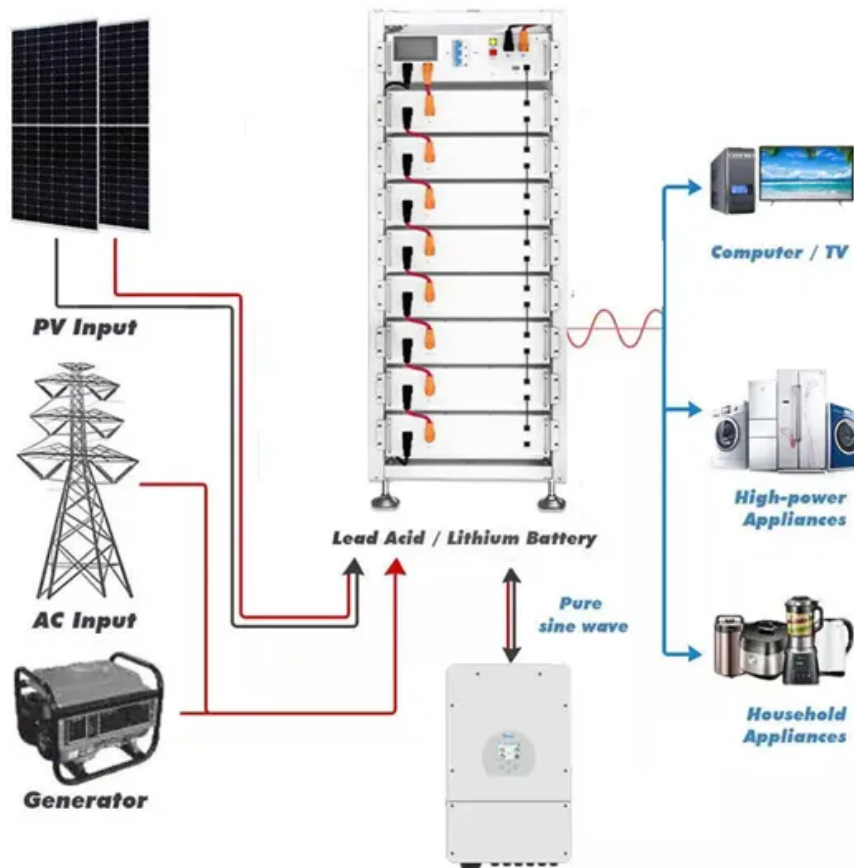 PV Input
AC Input
Generator
Lead Acid / Lithium Battery
Pure
sine wave
Computer / TV
High-power
Appliances
Household
Appliances